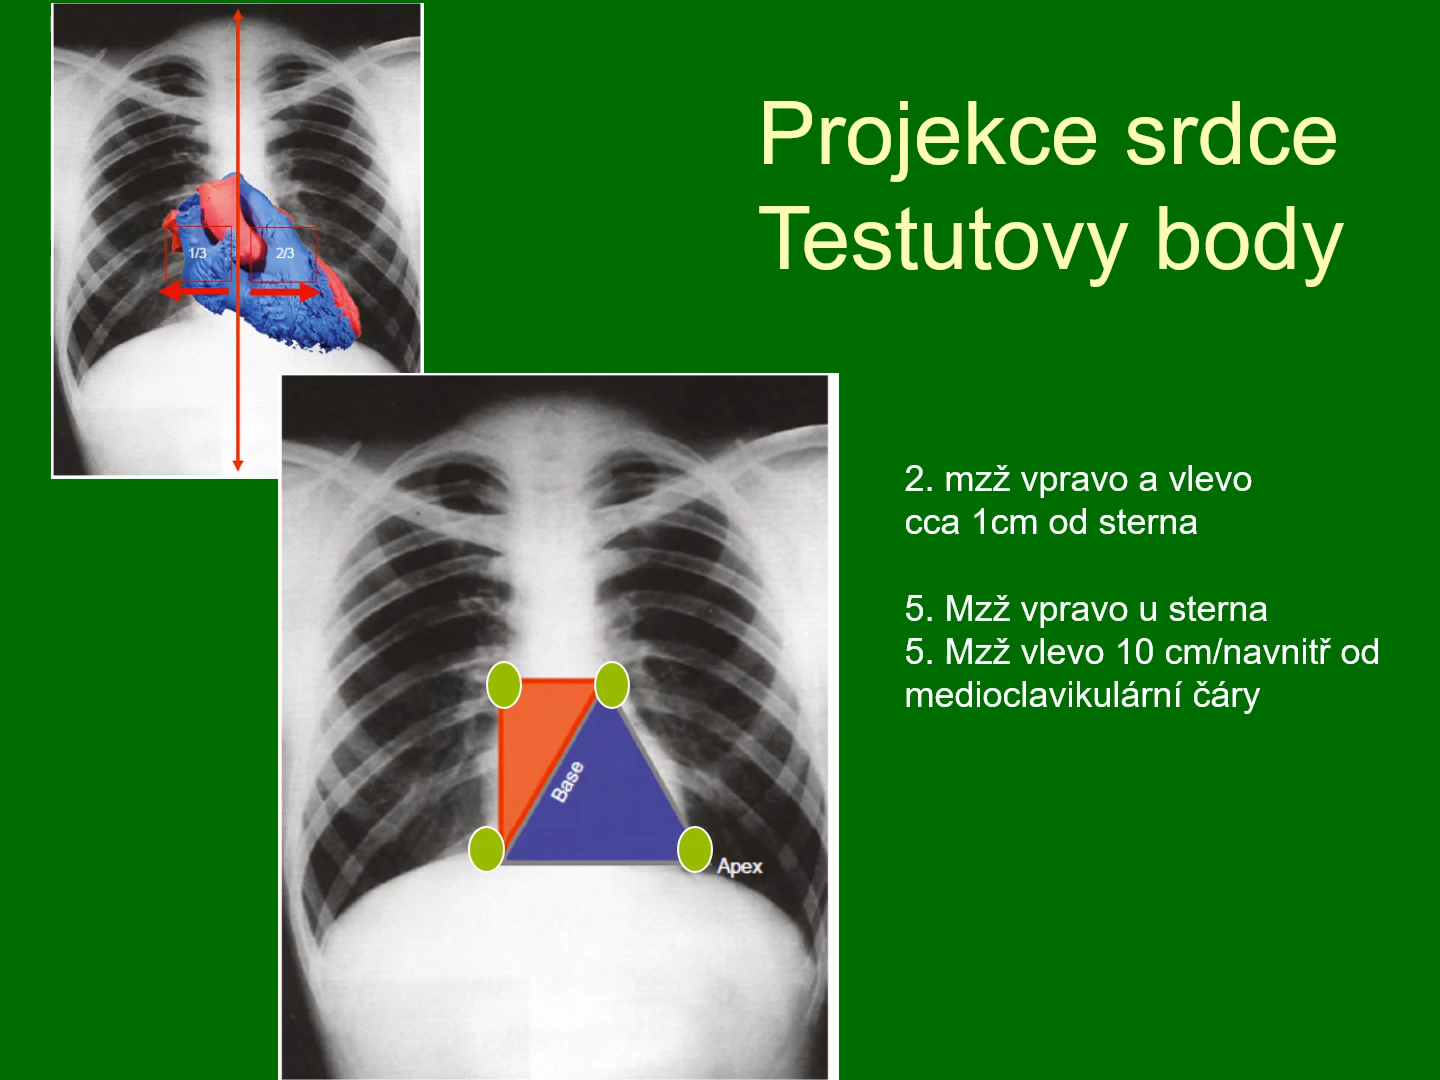 Projekce srdce
Testutovy body
1/3
2/3
2. mzž vpravo a vlevo
cca 1cm od sterna
5. Mzž vpravo u sterna
5. Mzž vlevo 10 cm/navnitř od
medioclavikulární čáry
Base
Apex